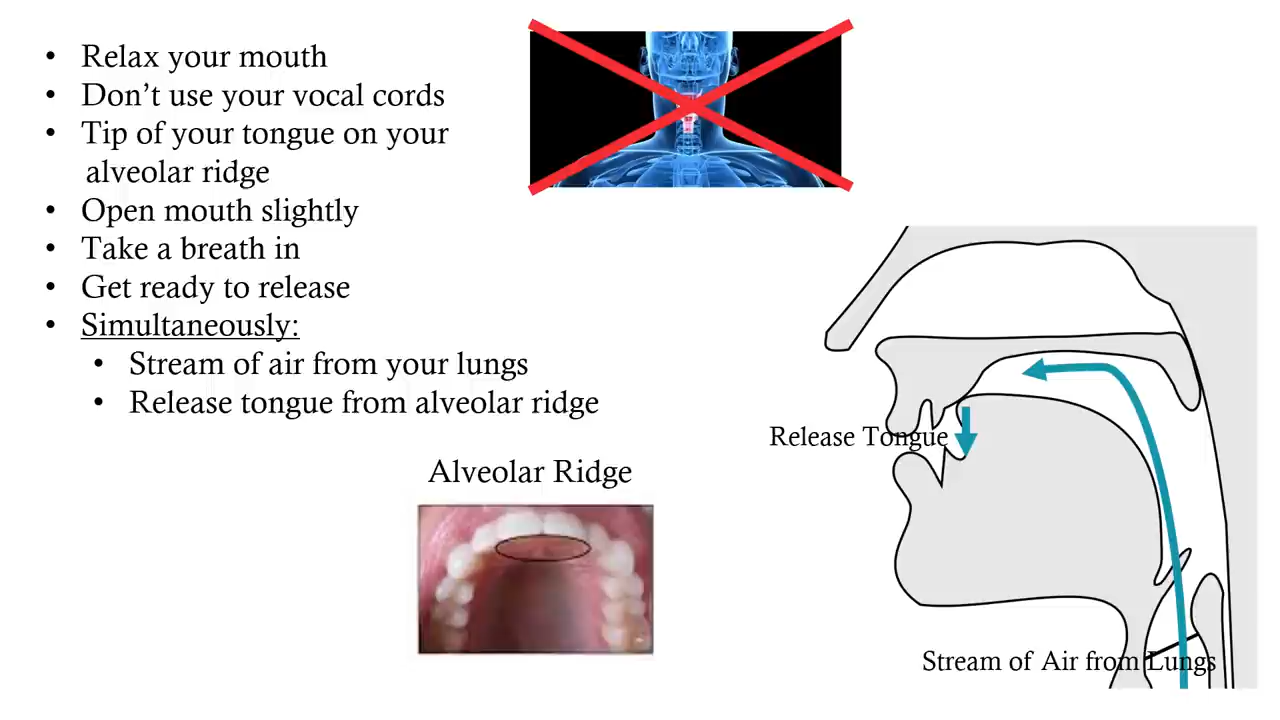 • Relax your mouth
• Don't use your vocal cords
• Tip of your tongue on your
alveolar ridge
• Open mouth slightly
• Take a breath in
• Get ready to release
• Simultaneously:
• Stream of air from your lungs
• Release tongue from alveolar ridge
Release Tongue
Alveolar Ridge
Stream of Air from Lungs